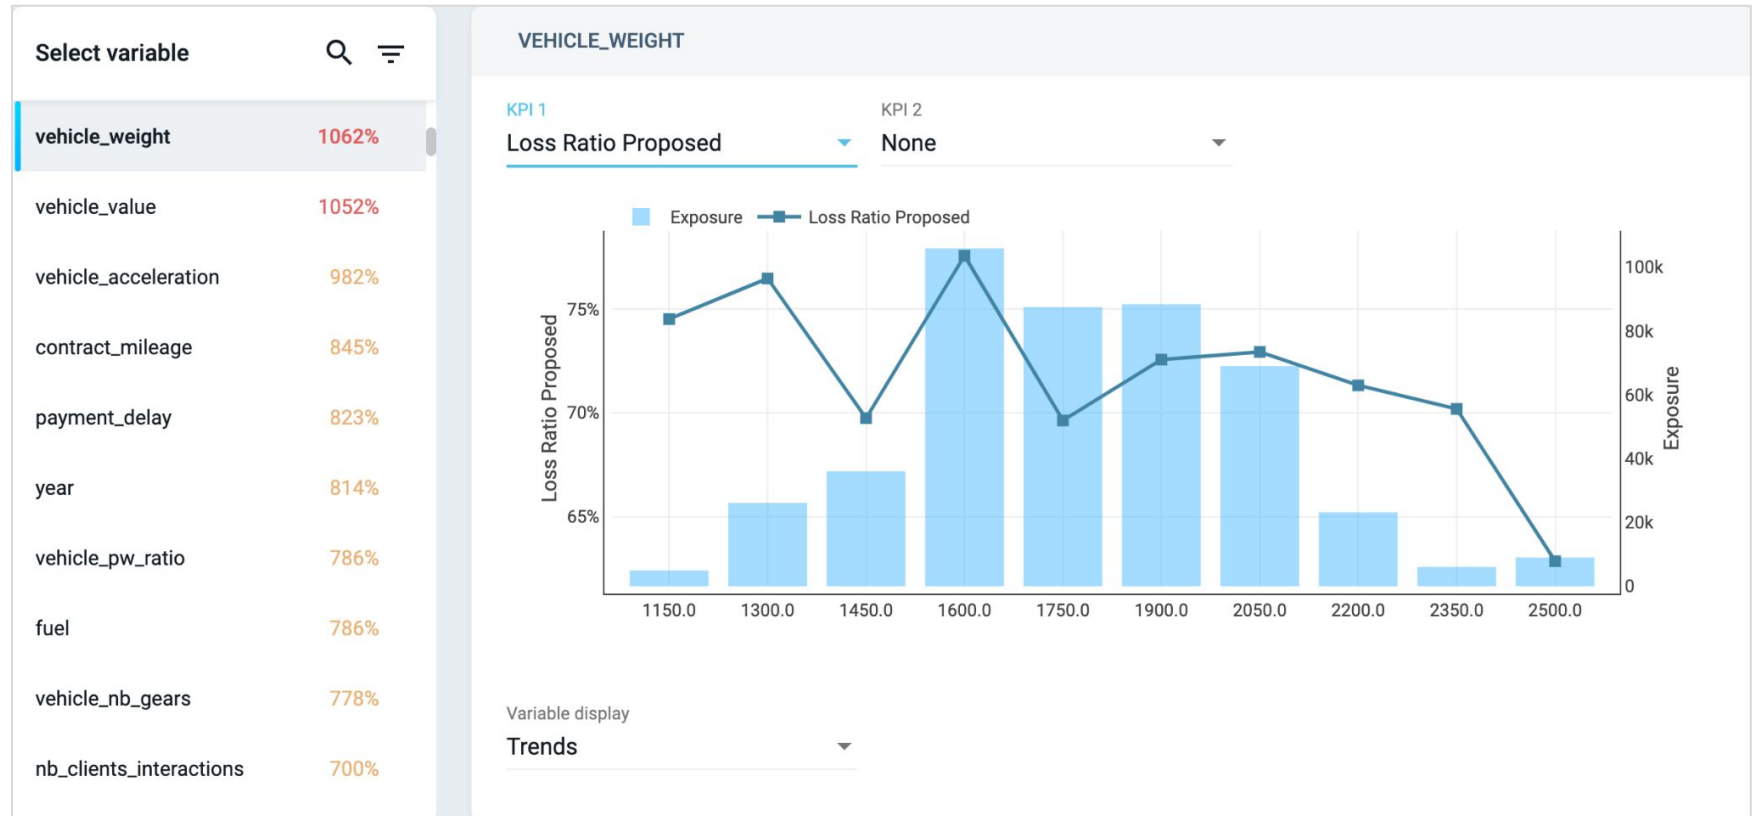 Select variable
vehicle_weight 1062%
vehicle_value 1052%
vehicle_acceleration 982%
contract_mileage 845%
payment_delay 823%
year 814%
vehicle_pw_ratio 786%
fuel 786%
vehicle_nb_gears 778%
nb_clients_interactions 700%
VEHICLE_WEIGHT
KPI 1 KPI 2
Loss Ratio Proposed None
Exposure Loss Ratio Proposed
75%
70%
65%
Loss Ratio Proposed
100k
80k
60k
40k
20k
0
Exposure
1150.0 1300.0 1450.0 1600.0 1750.0 1900.0 2050.0 2200.0 2350.0 2500.0
Variable display
Trends